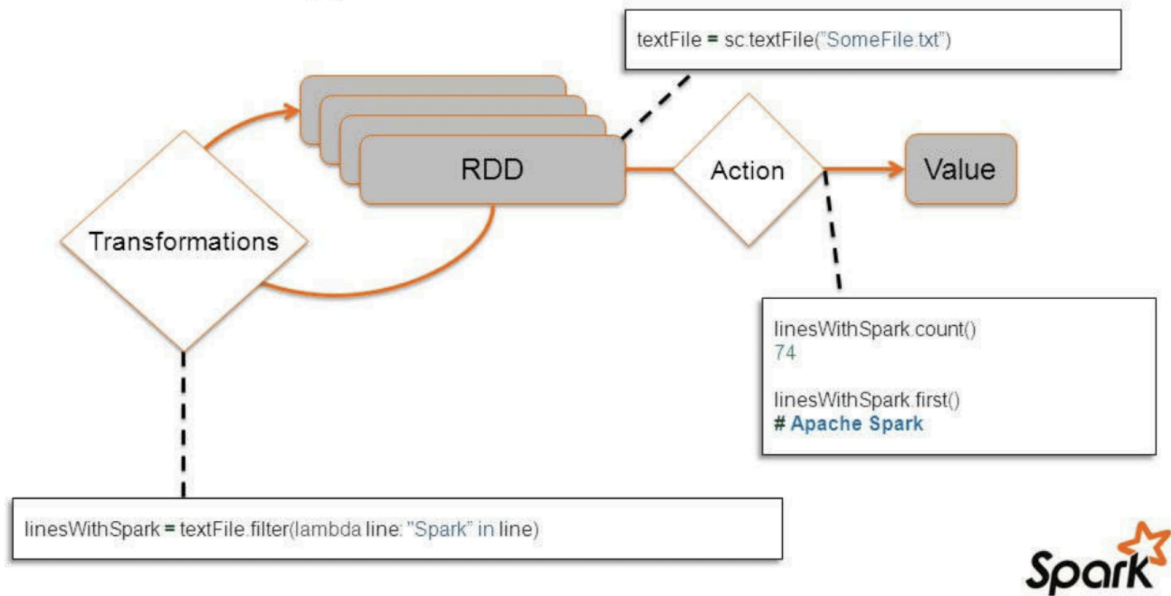 textFile = sc.textFile("SomeFile.txt")
RDD
Action
Value
Transformations
linesWithSpark.count()
74
linesWithSpark.first()
# Apache Spark
linesWithSpark = textFile.filter(lambda line: "Spark" in line)
Spark